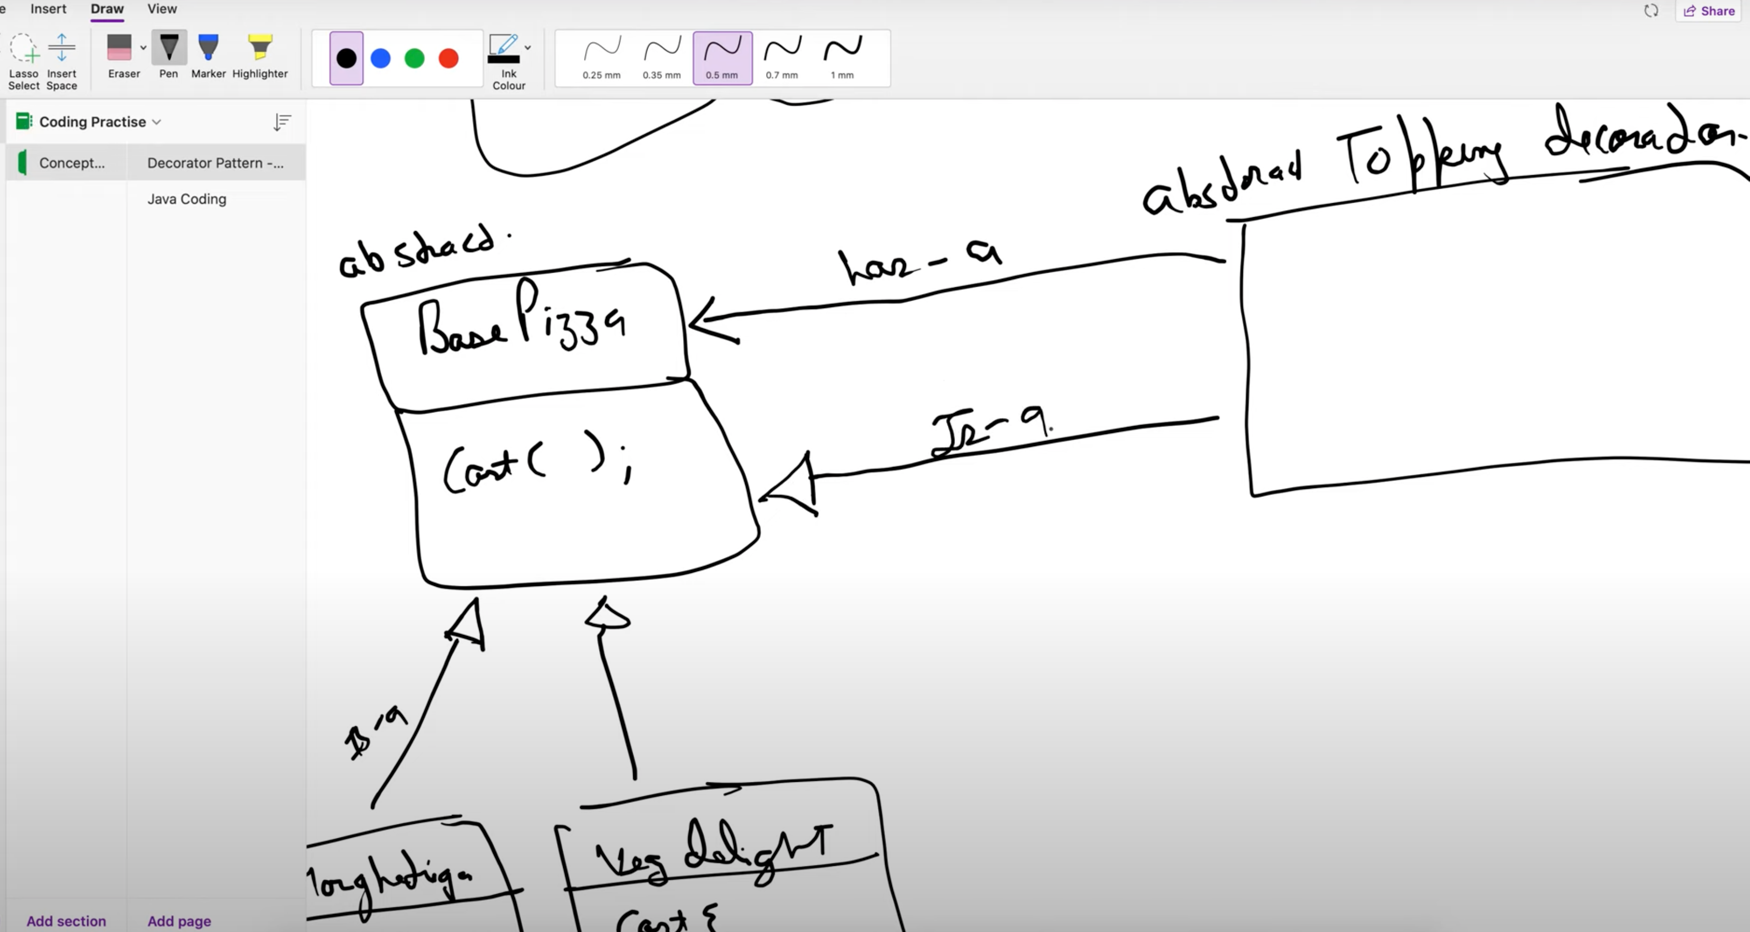 Insert Draw View
Share
Lasso Select
Insert Space
Eraser
Pen
Marker
Highlighter
Ink Colour
0.25 mm
0.35 mm
0.5 mm
0.7 mm
1 mm
Coding Practise
Concept...
Decorator Pattern -...
Java Coding
abstract Topping decorator
abstract.
has-a
Base Pizza
Is-a.
Cost( );
Is-a
Veg delight
Cost {
Add section
Add page